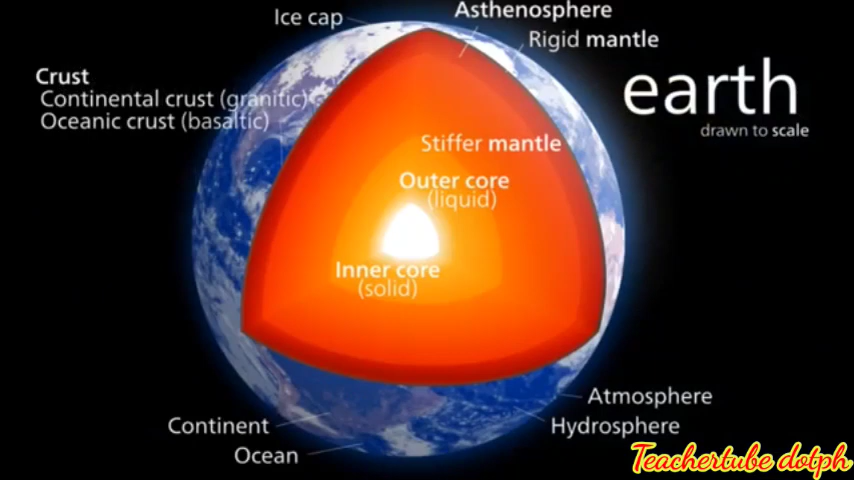 Ice cap
Asthenosphere
Rigid mantle
Crust
Continental crust (granitic)
Oceanic crust (basaltic)
earth
drawn to scale
Stiffer mantle
Outer core
(liquid)
Inner core
(solid)
Atmosphere
Hydrosphere
Continent
Ocean
Teachertube dotph